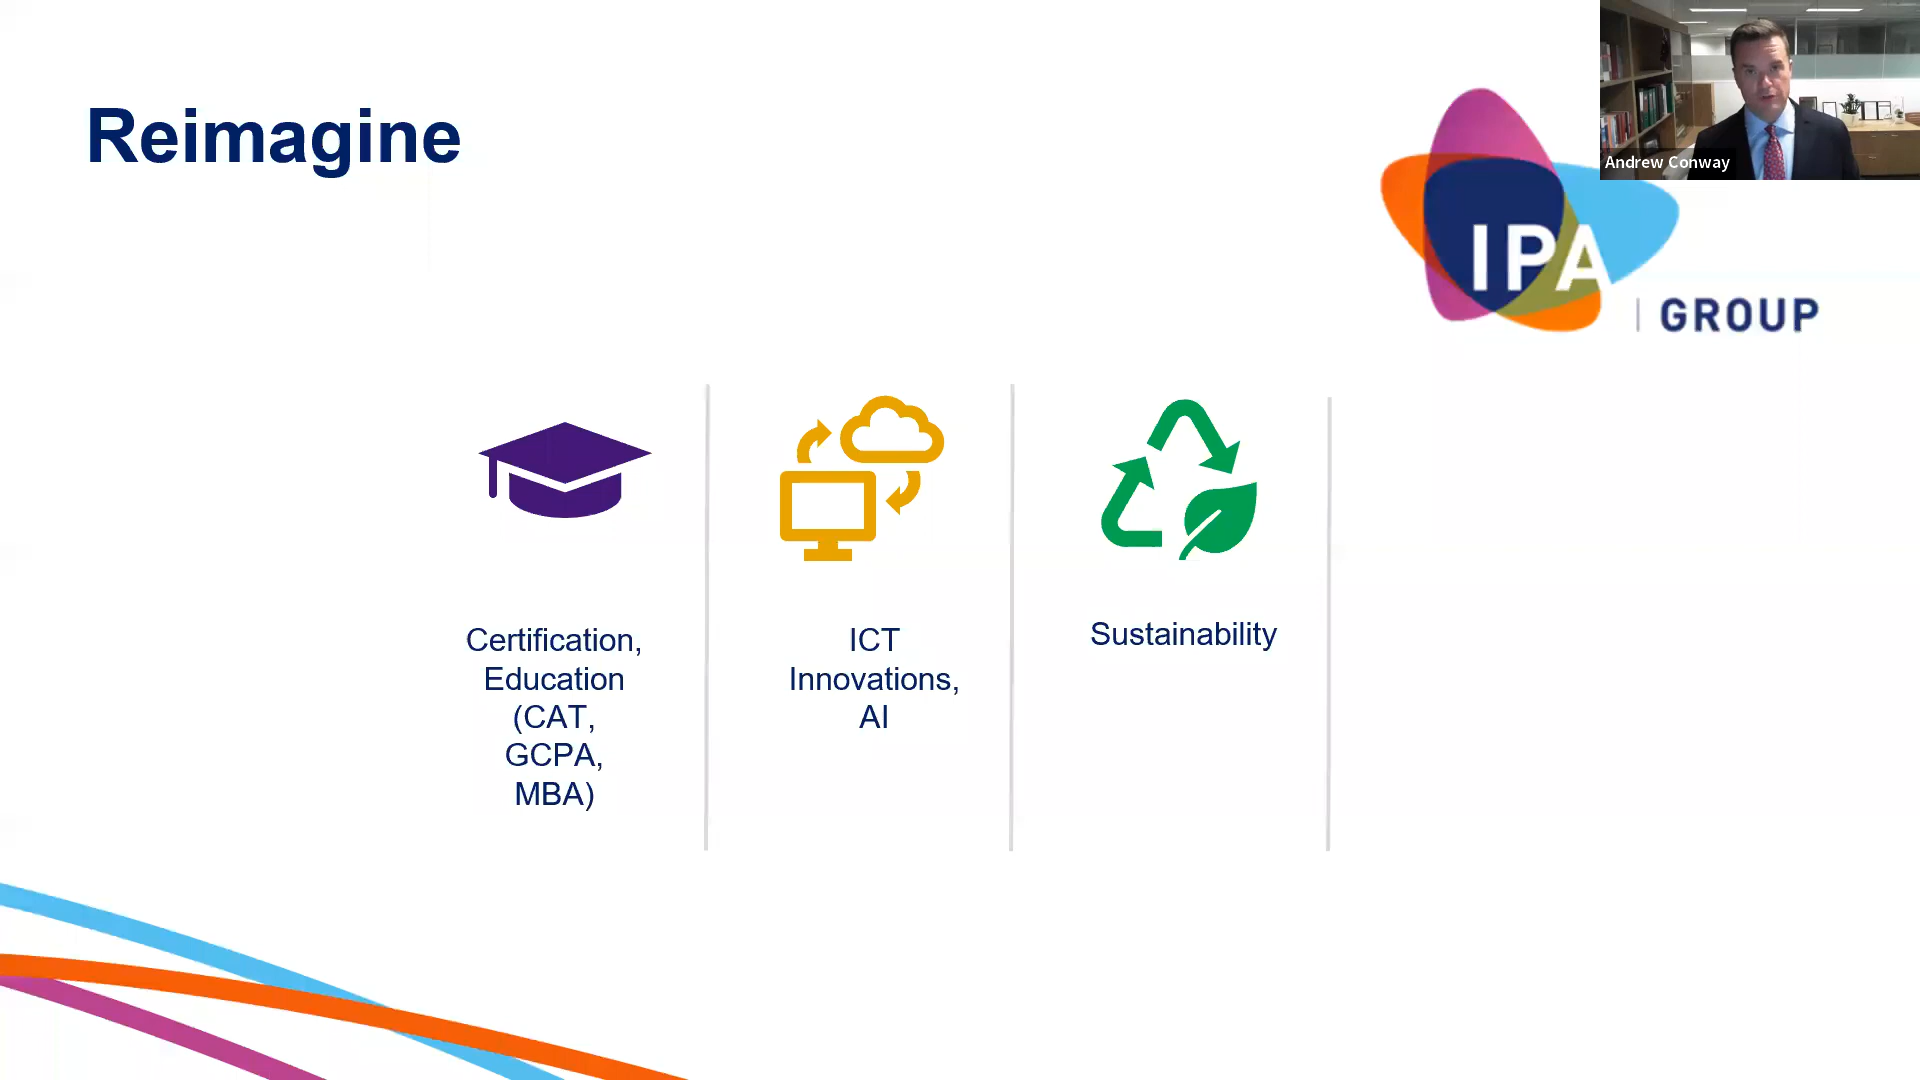 Reimagine
Andrew Conway
IPA
GROUP
Certification,
Education
(CAT,
GCPA,
MBA)
ICT
Innovations,
AI
Sustainability